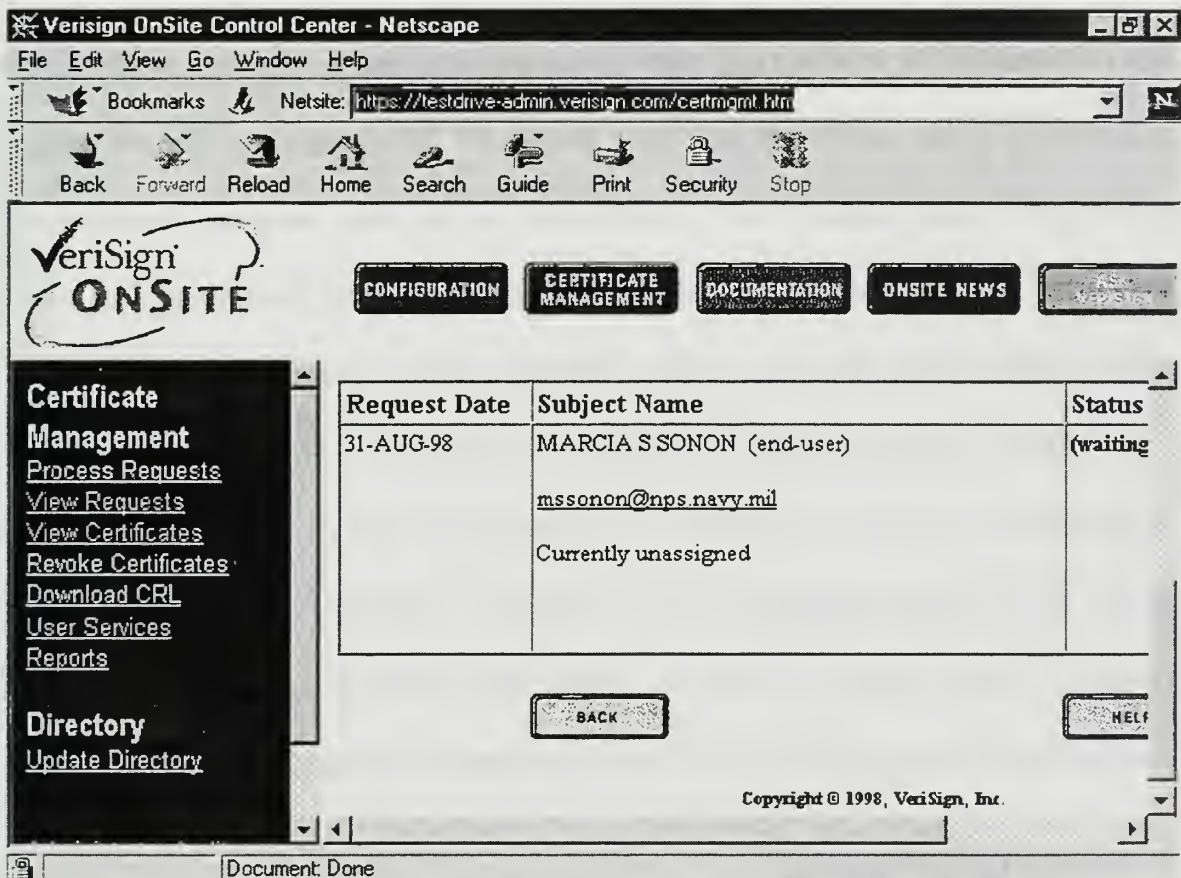 Verisign OnSite Control Center - Netscape
File Edit View Go Window Help
Bookmarks Netsite: https://testdrive-admin.verisign.com/certmgmt.htm
N
Back Forward Reload Home Search Guide Print Security Stop
VeriSign
ONSITE
CONFIGURATION
CERTIFICATE
MANAGEMENT
DOCUMENTATION
ONSITE NEWS
ASK
VERISIGN
Certificate
Management
Process Requests
View Requests
View Certificates
Revoke Certificates
Download CRL
User Services
Reports
Directory
Update Directory
Request Date Subject Name Status
31-AUG-98 MARCIA S SONON (end-user) (waiting
mssonon@nps.navy.mil
Currently unassigned
BACK HELP
Copyright © 1998, VeriSign, Inc.
Document: Done